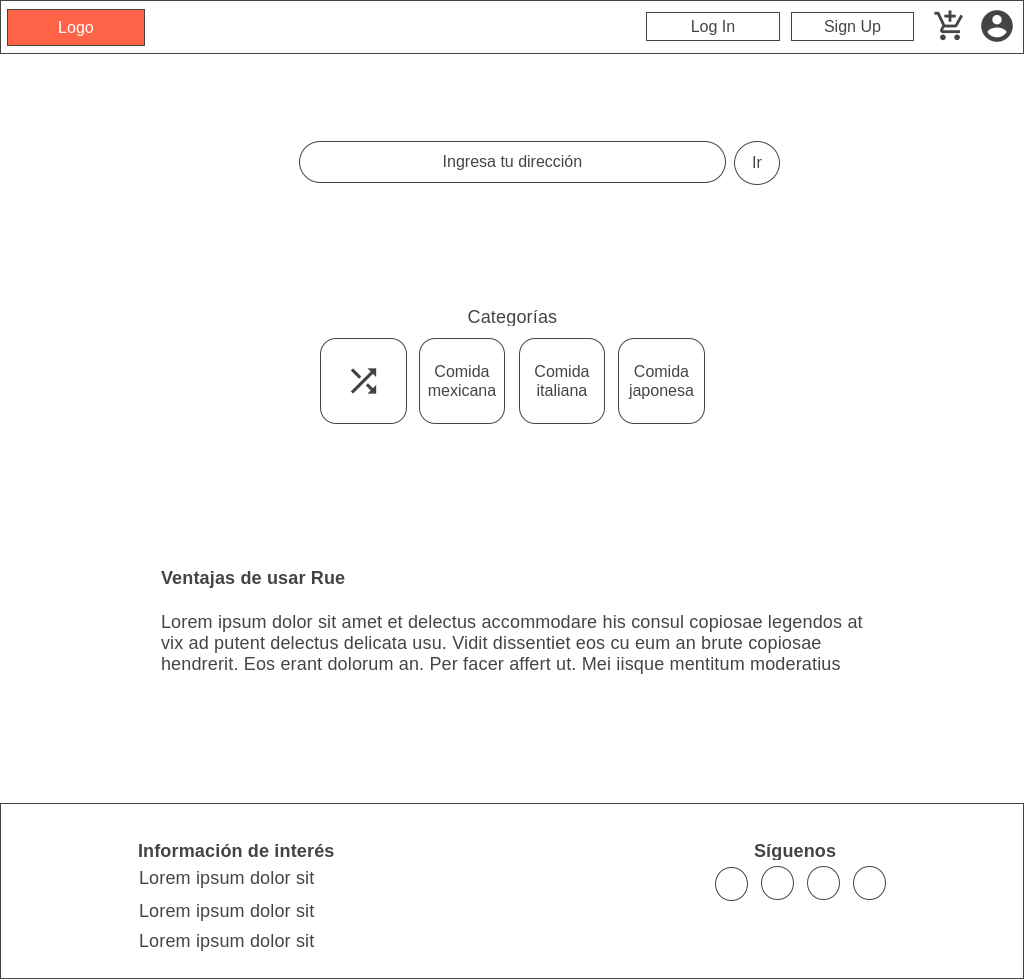 Logo
Log In
Sign Up
Ingresa tu dirección
Ir
Categorías
Comida
mexicana
Comida
italiana
Comida
japonesa
Ventajas de usar Rue
Lorem ipsum dolor sit amet et delectus accommodare his consul copiosae legendos at
vix ad putent delectus delicata usu. Vidit dissentiet eos cu eum an brute copiosae
hendrerit. Eos erant dolorum an. Per facer affert ut. Mei iisque mentitum moderatius
Información de interés
Lorem ipsum dolor sit
Lorem ipsum dolor sit
Lorem ipsum dolor sit
Síguenos